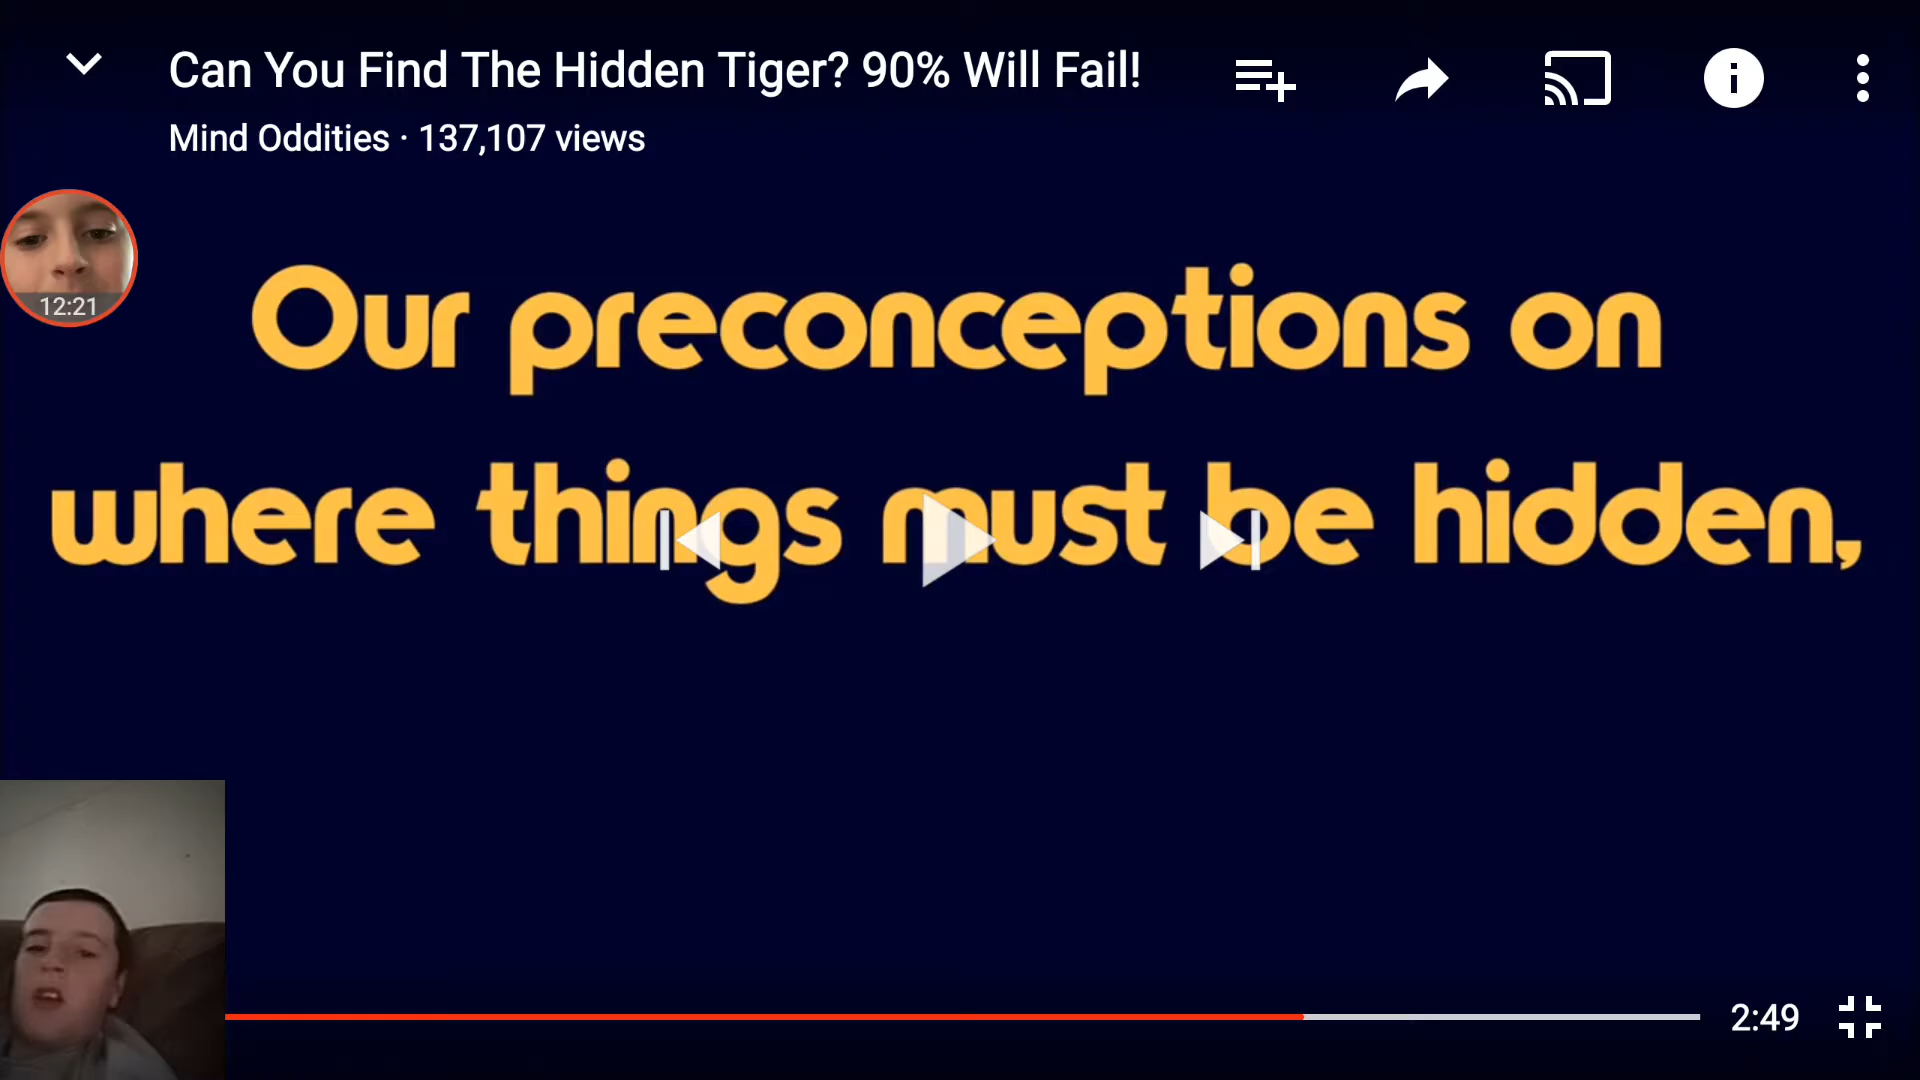 Can You Find The Hidden Tiger? 90% Will Fail!
Mind Oddities · 137,107 views
12:21
Our preconceptions on
where things must be hidden,
2:49